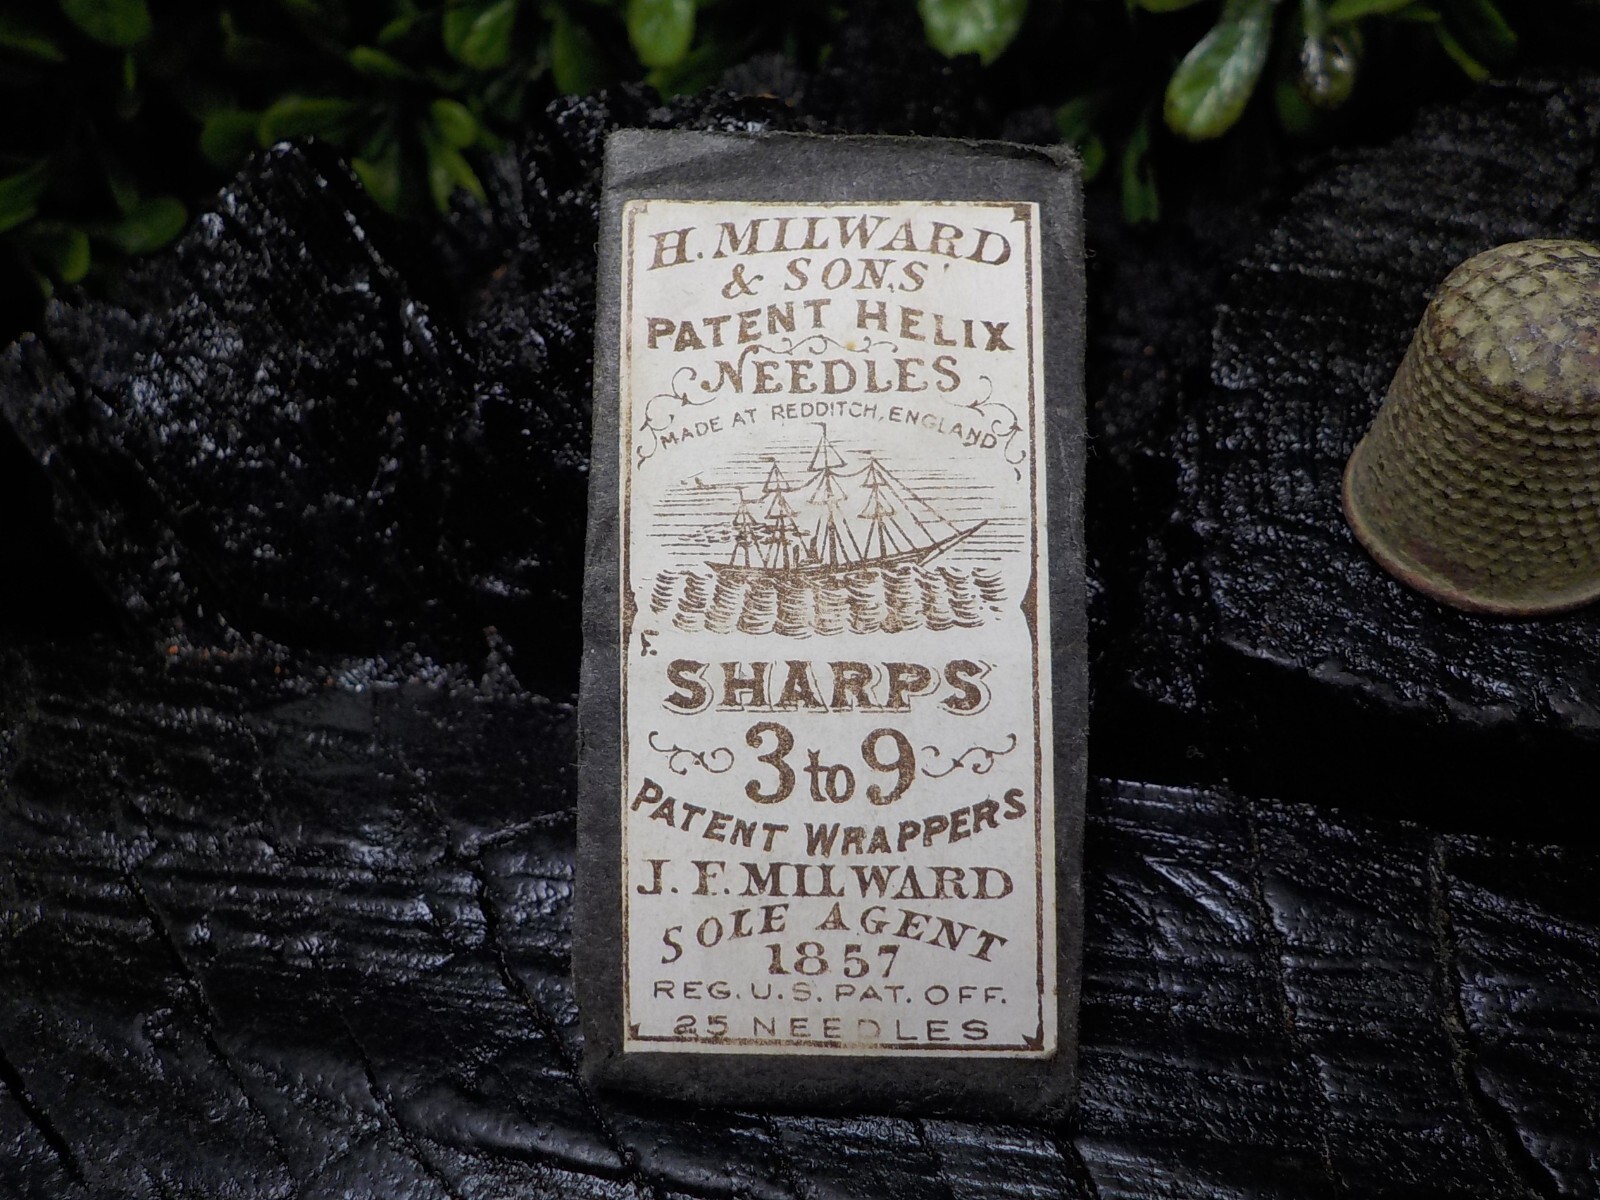 H. MILWARD
& SONS'
PATENT HELIX
NEEDLES
MADE AT REDDITCH, ENGLAND
F.
SHARPS
3 to 9
PATENT WRAPPERS
J. F. MILWARD
SOLE AGENT
1857
REG. U.S. PAT. OFF.
25 NEEDLES